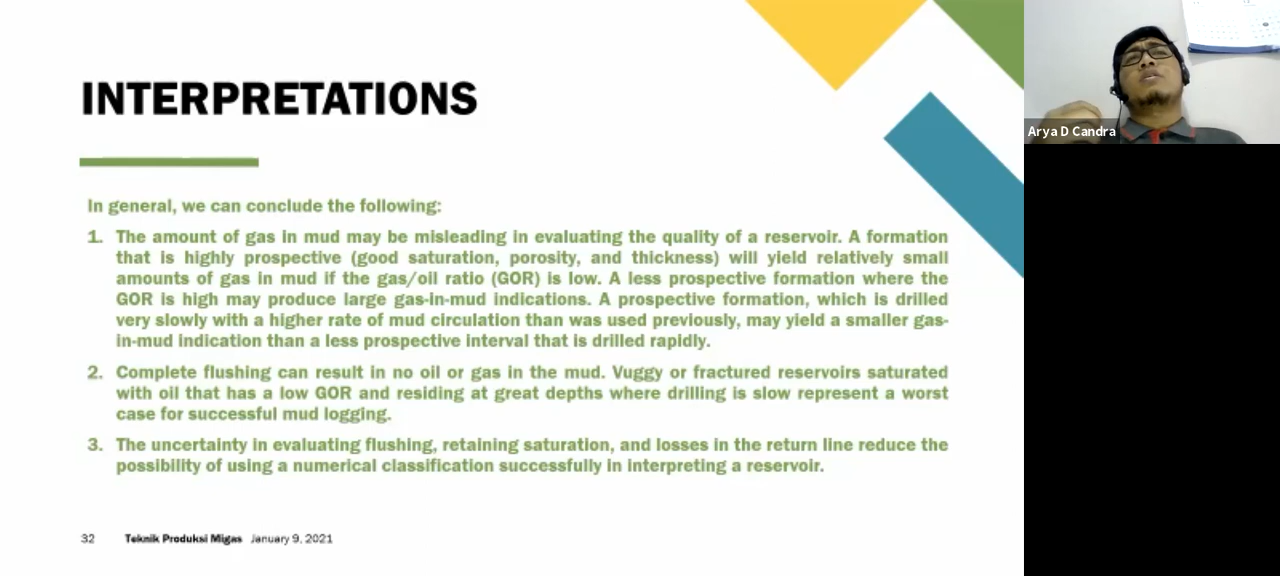 INTERPRETATIONS
In general, we can conclude the following:
1. The amount of gas in mud may be misleading in evaluating the quality of a reservoir. A formation
that is highly prospective (good saturation, porosity, and thickness) will yield relatively small
amounts of gas in mud if the gas/oil ratio (GOR) is low. A less prospective formation where the
GOR is high may produce large gas-in-mud indications. A prospective formation, which is drilled
very slowly with a higher rate of mud circulation than was used previously, may yield a smaller gas-
in-mud indication than a less prospective interval that is drilled rapidly.
2. Complete flushing can result in no oil or gas in the mud. Vuggy or fractured reservoirs saturated
with oil that has a low GOR and residing at great depths where drilling is slow represent a worst
case for successful mud logging.
3. The uncertainty in evaluating flushing, retaining saturation, and losses in the return line reduce the
possibility of using a numerical classification successfully in interpreting a reservoir.
32 Teknik Produksi Migas January 9, 2021
Arya D Candra